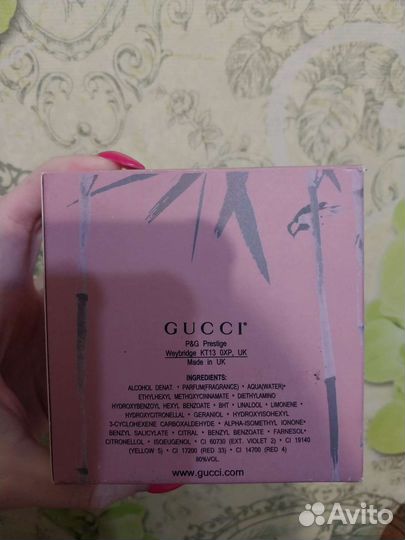 GUCCI
P&G Prestige
Weybridge KT13 0XP, UK
Made in UK
INGREDIENTS:
ALCOHOL DENAT. • PARFUM(FRAGRANCE) • AQUA(WATER)•
ETHYLHEXYL METHOXYCINNAMATE • DIETHYLAMINO
HYDROXYBENZOYL HEXYL BENZOATE • BHT • LINALOOL • LIMONENE •
HYDROXYCITRONELLAL • GERANIOL • HYDROXYISOHEXYL
3-CYCLOHEXENE CARBOXALDEHYDE • ALPHA-ISOMETHYL IONONE•
BENZYL SALICYLATE • CITRAL • BENZYL BENZOATE • FARNESOL•
CITRONELLOL • ISOEUGENOL • CI 60730 (EXT. VIOLET 2) • CI 19140
(YELLOW 5) • CI 17200 (RED 33) • CI 14700 (RED 4)
80%VOL.
www.gucci.com
Avito